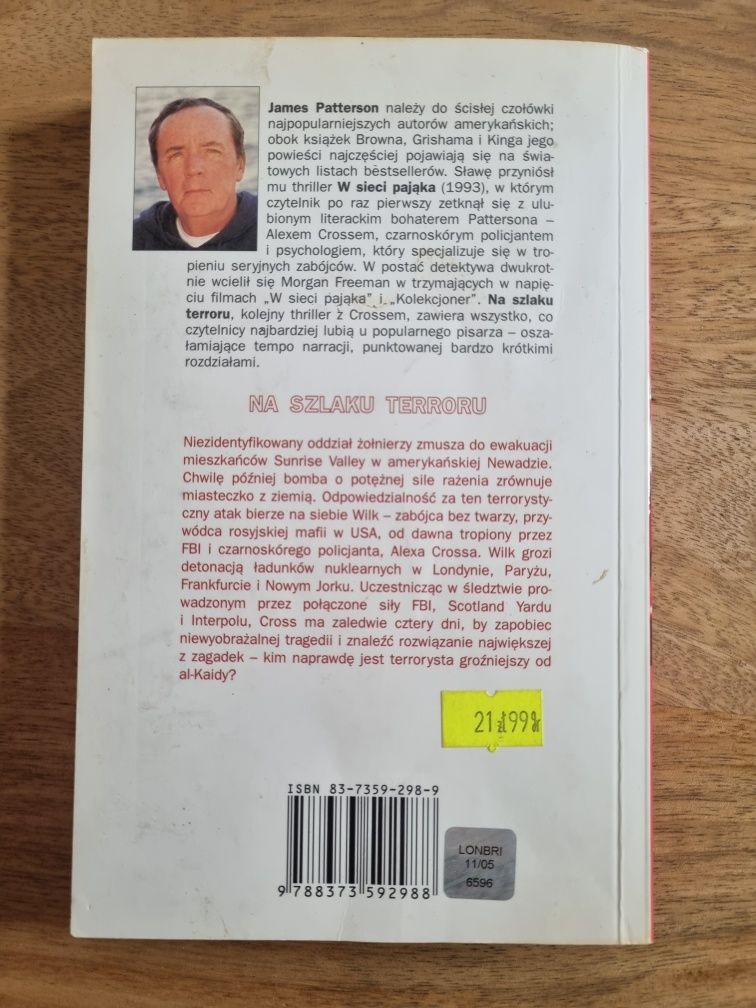 James Patterson należy do ścisłej czołówki
najpopularniejszych autorów amerykańskich;
obok książek Browna, Grishama i Kinga jego
powieści najczęściej pojawiają się na świa-
towych listach bestsellerów. Sławę przyniósł
mu thriller W sieci pająka (1993), w którym
czytelnik po raz pierwszy zetknął się z ulu-
bionym literackim bohaterem Pattersona –
Alexem Crossem, czarnoskórym policjantem
i psychologiem, który specjalizuje się w tro-
pieniu seryjnych zabójców. W postać detektywa dwukrot-
nie wcielił się Morgan Freeman w trzymających w napię-
ciu filmach „W sieci pająka” i „Kolekcjoner”. Na szlaku
terroru, kolejny thriller z Crossem, zawiera wszystko, co
czytelnicy najbardziej lubią u popularnego pisarza – osza-
łamiające tempo narracji, punktowanej bardzo krótkimi
rozdziałami.
NA SZLAKU TERRORU
Niezidentyfikowany oddział żołnierzy zmusza do ewakuacji
mieszkańców Sunrise Valley w amerykańskiej Newadzie.
Chwilę później bomba o potężnej sile rażenia zrównuje
miasteczko z ziemią. Odpowiedzialność za ten terrorysty-
czny atak bierze na siebie Wilk – zabójca bez twarzy, przy-
wódca rosyjskiej mafii w USA, od dawna tropiony przez
FBI i czarnoskórego policjanta, Alexa Crossa. Wilk grozi
detonacją ładunków nuklearnych w Londynie, Paryżu,
Frankfurcie i Nowym Jorku. Uczestnicząc w śledztwie pro-
wadzonym przez połączone siły FBI, Scotland Yardu
i Interpolu, Cross ma zaledwie cztery dni, by zapobiec
niewyobrażalnej tragedii i znaleźć rozwiązanie największej
z zagadek – kim naprawdę jest terrorysta groźniejszy od
al-Kaidy?
21 zł 99 gr
ISBN 83-7359-298-9
9 788373 592988
LONBRI
11/05
6596